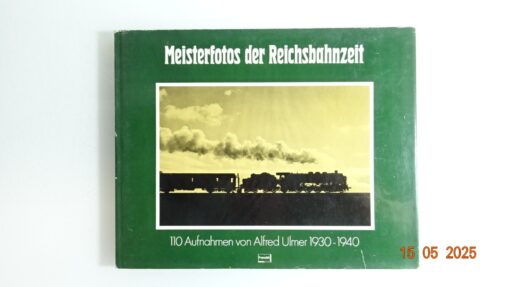 Meisterfotos der Reichsbahnzeit
110 Aufnahmen von Alfred Ulmer 1930-1940
15 05 2025